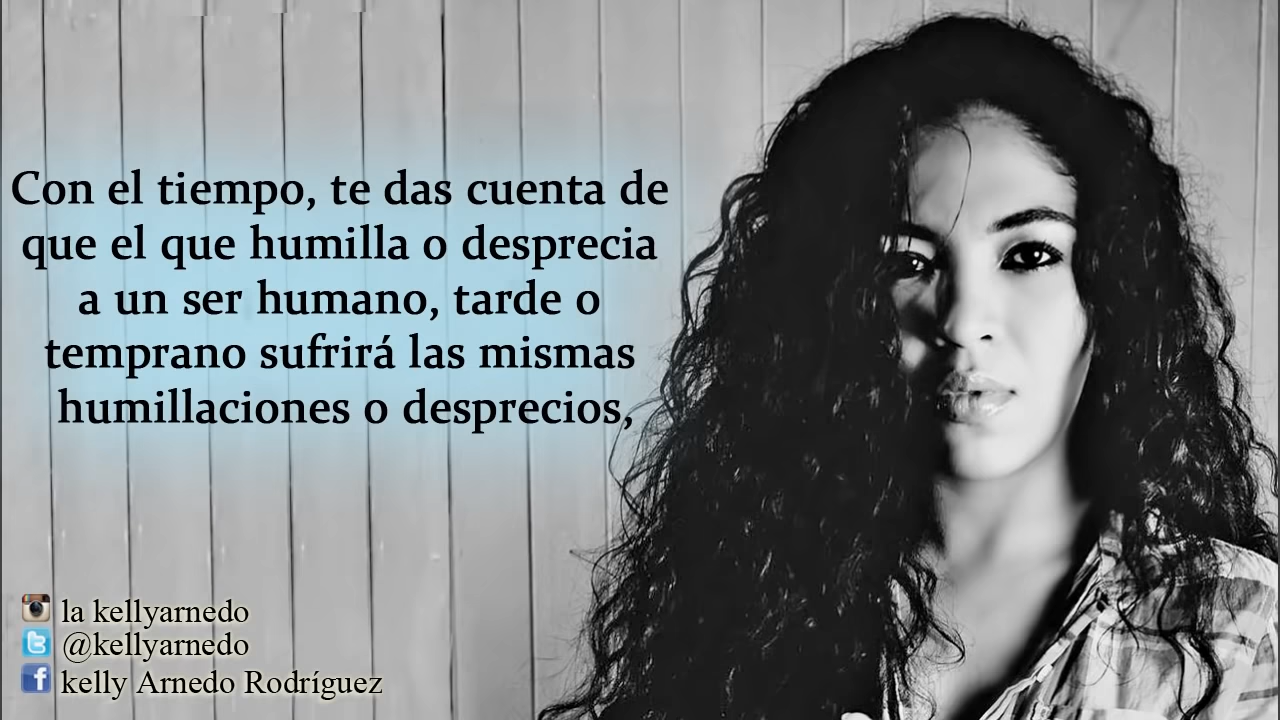 Con el tiempo, te das cuenta de
que el que humilla o desprecia
a un ser humano, tarde o
temprano sufrirá las mismas
humillaciones o desprecios,
la kellyarnedo
@kellyarnedo
kelly Arnedo Rodríguez